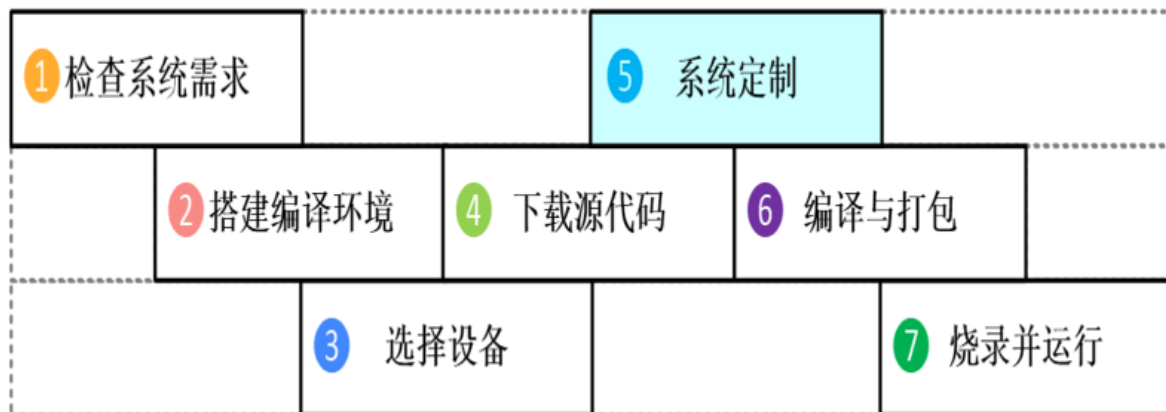 1 检查系统需求
5 系统定制
2 搭建编译环境
4 下载源代码
6 编译与打包
3 选择设备
7 烧录并运行